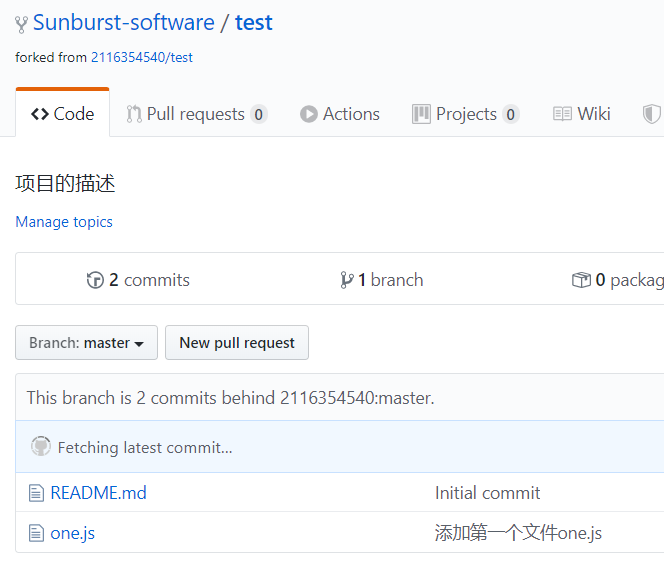 Sunburst-software / test
forked from 2116354540/test
Code Pull requests 0 Actions Projects 0 Wiki
项目的描述
Manage topics
2 commits 1 branch 0 packag
Branch: master New pull request
This branch is 2 commits behind 2116354540:master.
Fetching latest commit...
README.md Initial commit
one.js 添加第一个文件one.js